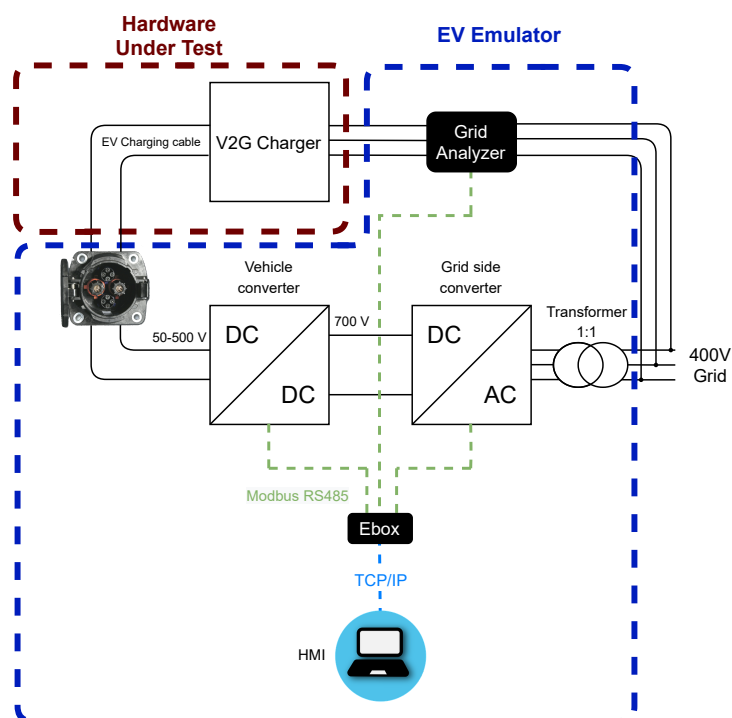 Hardware
Under Test
EV Emulator
EV Charging cable
V2G Charger
Grid
Analyzer
Vehicle
converter
Grid side
converter
Transformer
1:1
50-500 V
DC
DC
700 V
DC
AC
400V
Grid
Modbus RS485
Ebox
TCP/IP
HMI